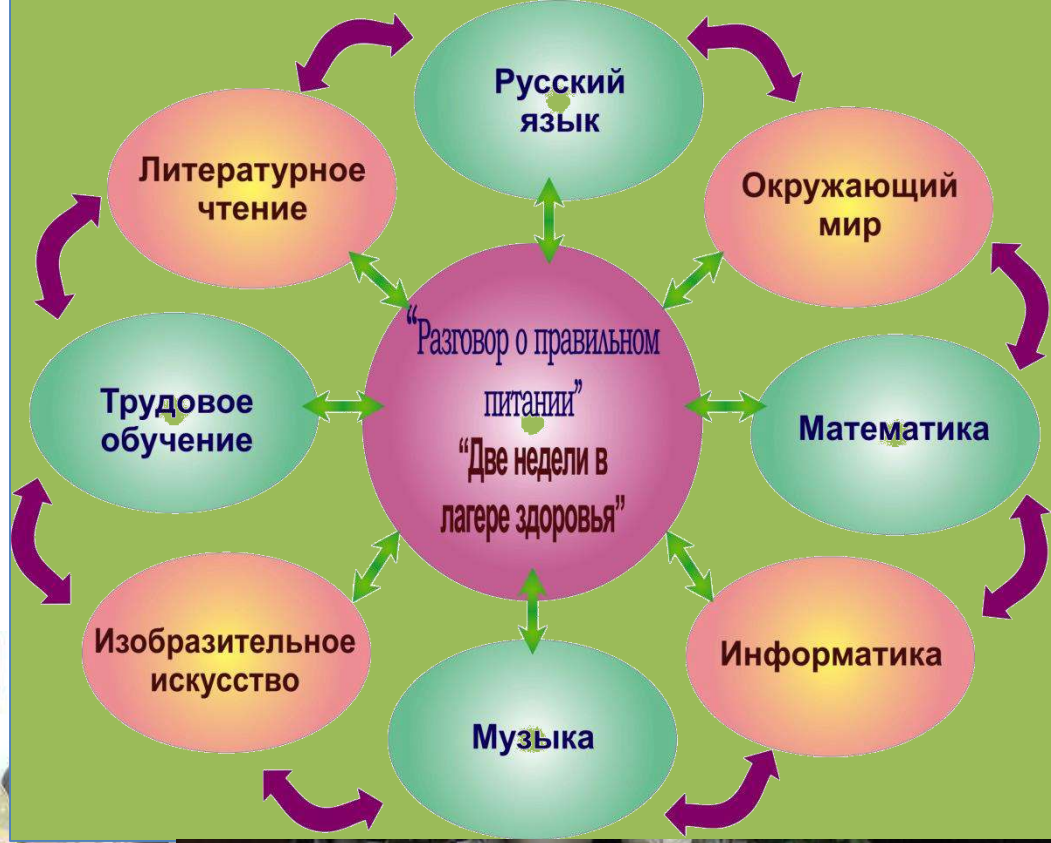 Русский
язык
Окружающий
мир
Математика
Информатика
Музыка
Изобразительное
искусство
Трудовое
обучение
Литературное
чтение
“Разговор о правильном
питании”
“Две недели в
лагере здоровья”